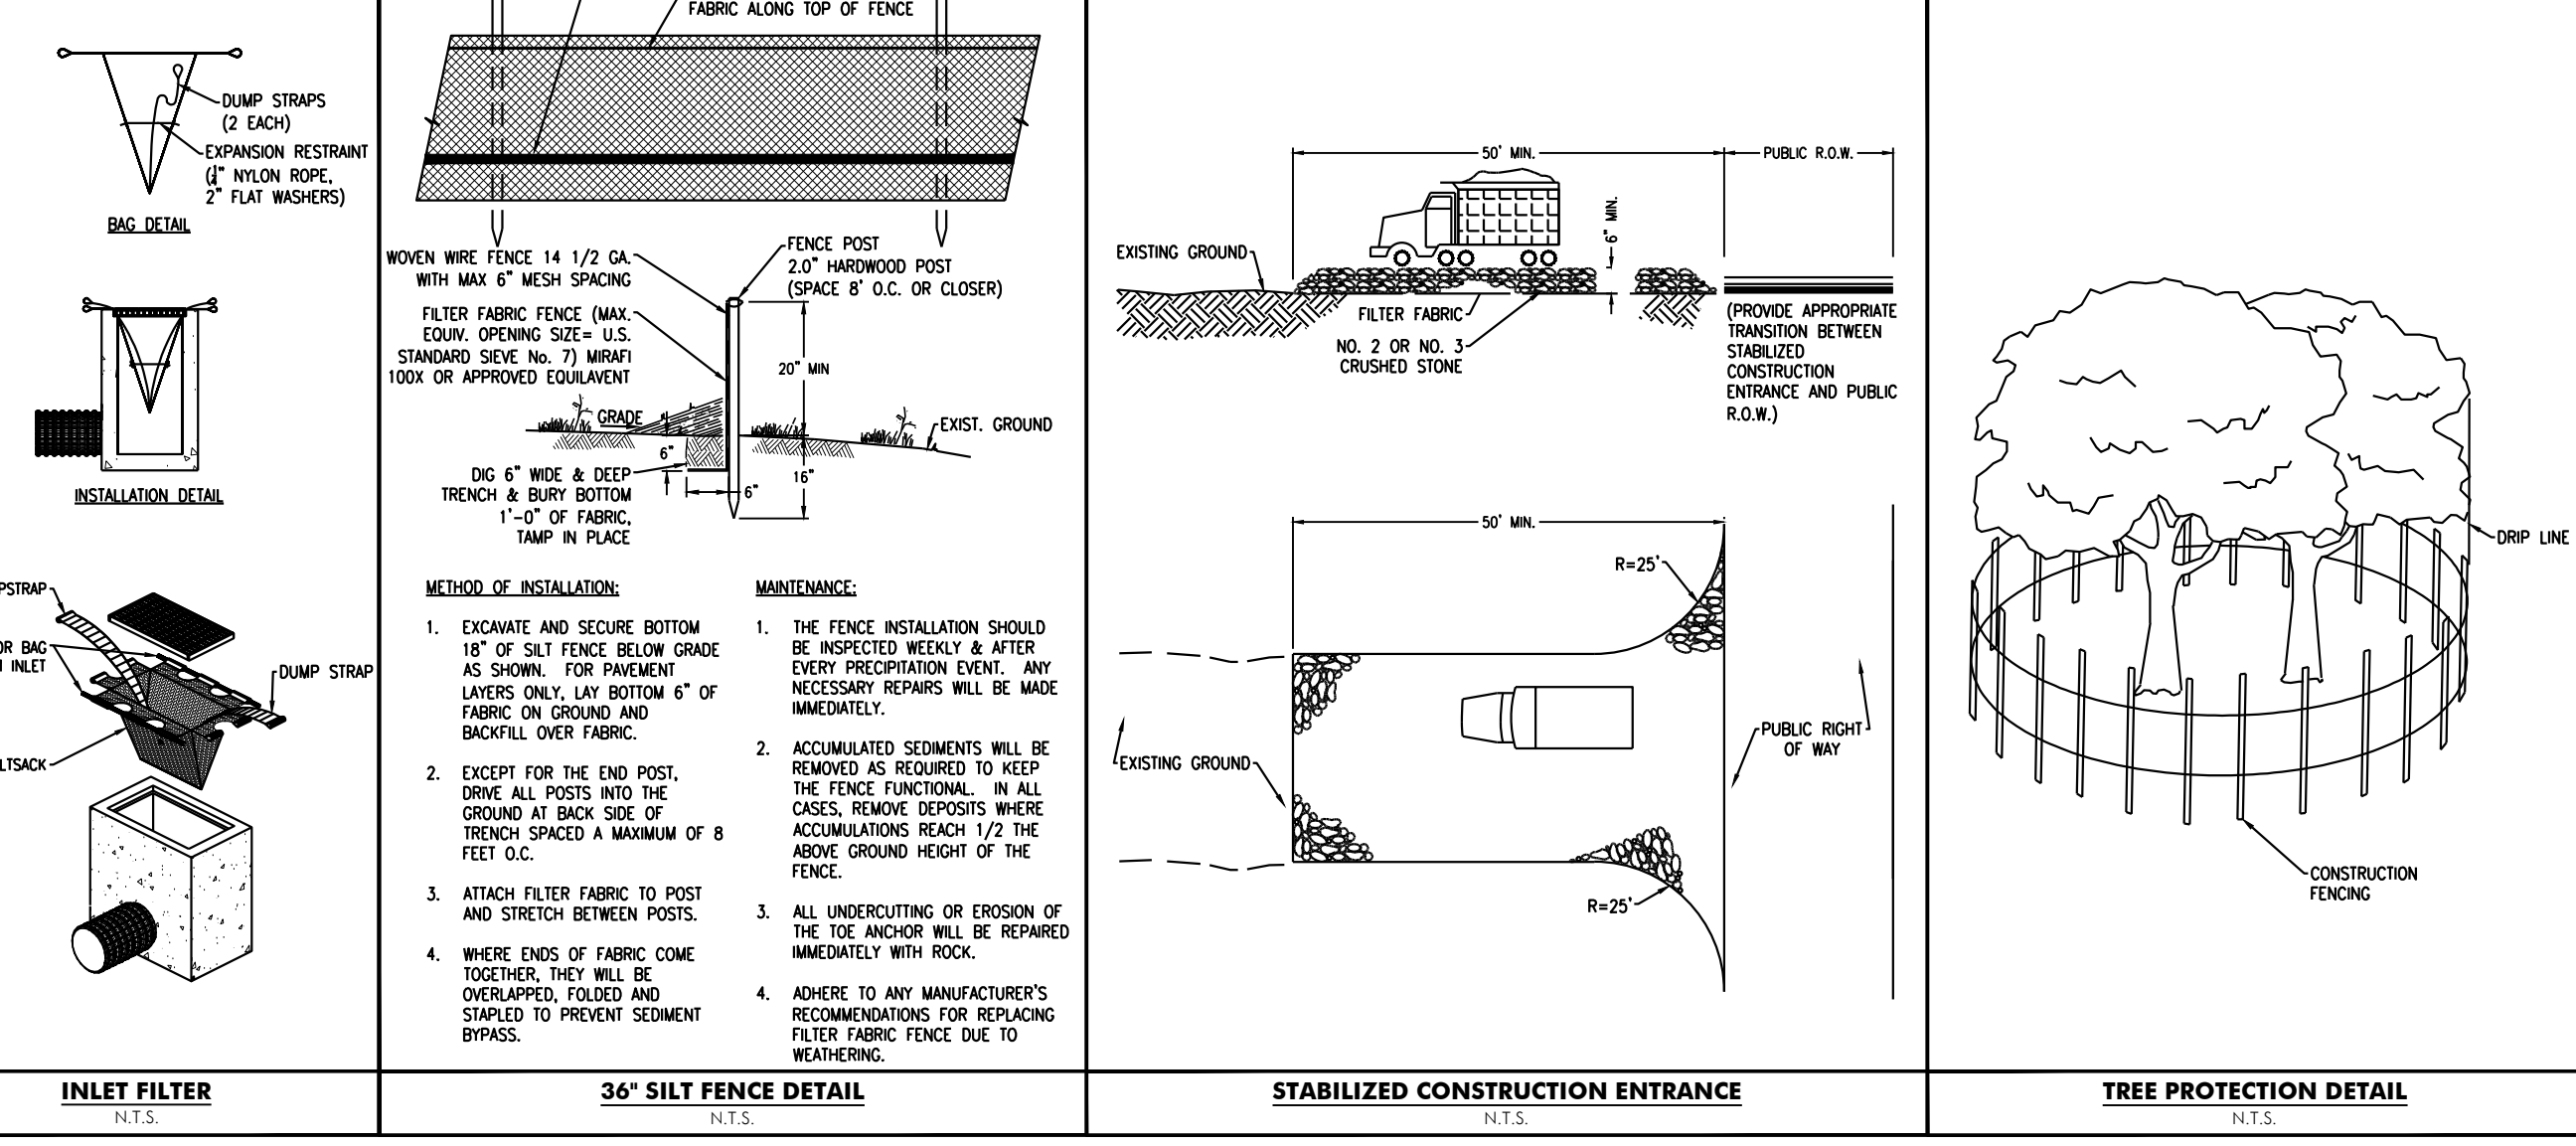 DUMP STRAPS
(2 EACH)
EXPANSION RESTRAINT
(¼" NYLON ROPE,
2" FLAT WASHERS)
BAG DETAIL
INSTALLATION DETAIL
PSTRAP
OR BAG
INLET
DUMP STRAP
LTSACK
INLET FILTER
N.T.S.
FABRIC ALONG TOP OF FENCE
WOVEN WIRE FENCE 14 1/2 GA.
WITH MAX 6" MESH SPACING
FENCE POST
2.0" HARDWOOD POST
(SPACE 8' O.C. OR CLOSER)
FILTER FABRIC FENCE (MAX.
EQUIV. OPENING SIZE= U.S.
STANDARD SIEVE No. 7) MIRAFI
100X OR APPROVED EQUILAVENT
20" MIN
GRADE
EXIST. GROUND
6"
16"
6"
DIG 6" WIDE & DEEP
TRENCH & BURY BOTTOM
1'-0" OF FABRIC,
TAMP IN PLACE
METHOD OF INSTALLATION:
1. EXCAVATE AND SECURE BOTTOM
18" OF SILT FENCE BELOW GRADE
AS SHOWN. FOR PAVEMENT
LAYERS ONLY, LAY BOTTOM 6" OF
FABRIC ON GROUND AND
BACKFILL OVER FABRIC.
2. EXCEPT FOR THE END POST,
DRIVE ALL POSTS INTO THE
GROUND AT BACK SIDE OF
TRENCH SPACED A MAXIMUM OF 8
FEET O.C.
3. ATTACH FILTER FABRIC TO POST
AND STRETCH BETWEEN POSTS.
4. WHERE ENDS OF FABRIC COME
TOGETHER, THEY WILL BE
OVERLAPPED, FOLDED AND
STAPLED TO PREVENT SEDIMENT
BYPASS.
MAINTENANCE:
1. THE FENCE INSTALLATION SHOULD
BE INSPECTED WEEKLY & AFTER
EVERY PRECIPITATION EVENT. ANY
NECESSARY REPAIRS WILL BE MADE
IMMEDIATELY.
2. ACCUMULATED SEDIMENTS WILL BE
REMOVED AS REQUIRED TO KEEP
THE FENCE FUNCTIONAL. IN ALL
CASES, REMOVE DEPOSITS WHERE
ACCUMULATIONS REACH 1/2 THE
ABOVE GROUND HEIGHT OF THE
FENCE.
3. ALL UNDERCUTTING OR EROSION OF
THE TOE ANCHOR WILL BE REPAIRED
IMMEDIATELY WITH ROCK.
4. ADHERE TO ANY MANUFACTURER'S
RECOMMENDATIONS FOR REPLACING
FILTER FABRIC FENCE DUE TO
WEATHERING.
36" SILT FENCE DETAIL
N.T.S.
50' MIN.
PUBLIC R.O.W.
6" MIN.
EXISTING GROUND
FILTER FABRIC
NO. 2 OR NO. 3
CRUSHED STONE
(PROVIDE APPROPRIATE
TRANSITION BETWEEN
STABILIZED
CONSTRUCTION
ENTRANCE AND PUBLIC
R.O.W.)
50' MIN.
R=25'
PUBLIC RIGHT
OF WAY
EXISTING GROUND
R=25'
STABILIZED CONSTRUCTION ENTRANCE
N.T.S.
DRIP LINE
CONSTRUCTION
FENCING
TREE PROTECTION DETAIL
N.T.S.